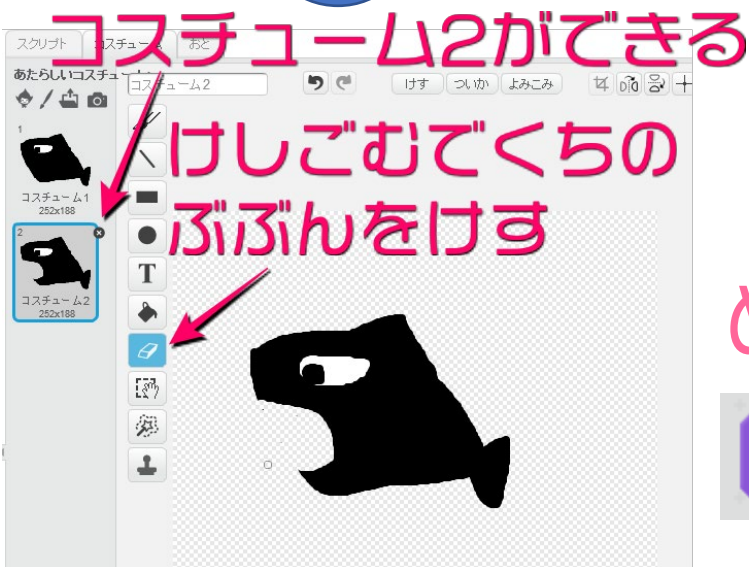 コスチューム2ができる
スクリプト コスチューム おと
あたらしいコスチューム
コスチューム2
けす ついか よみこみ
けしごむでくちの
ぶぶんをけす
1
コスチューム1
252x188
2
コスチューム2
252x188
T